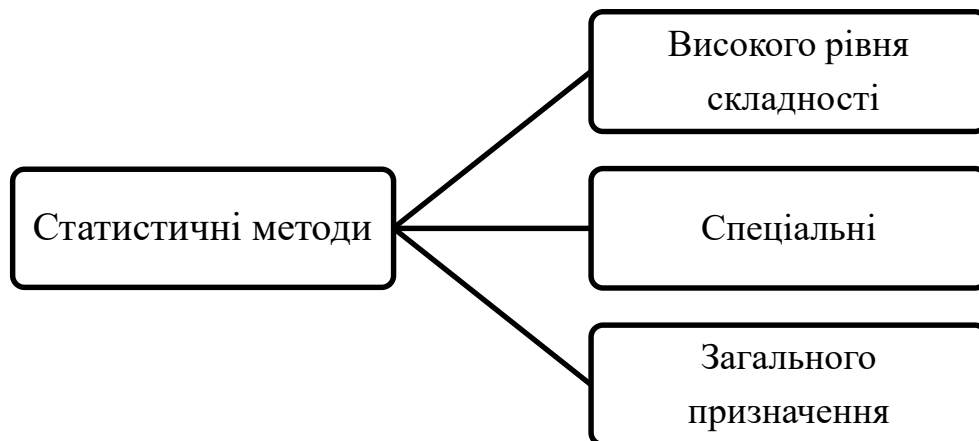 Високого рівня
складності
Статистичні методи
Спеціальні
Загального
призначення